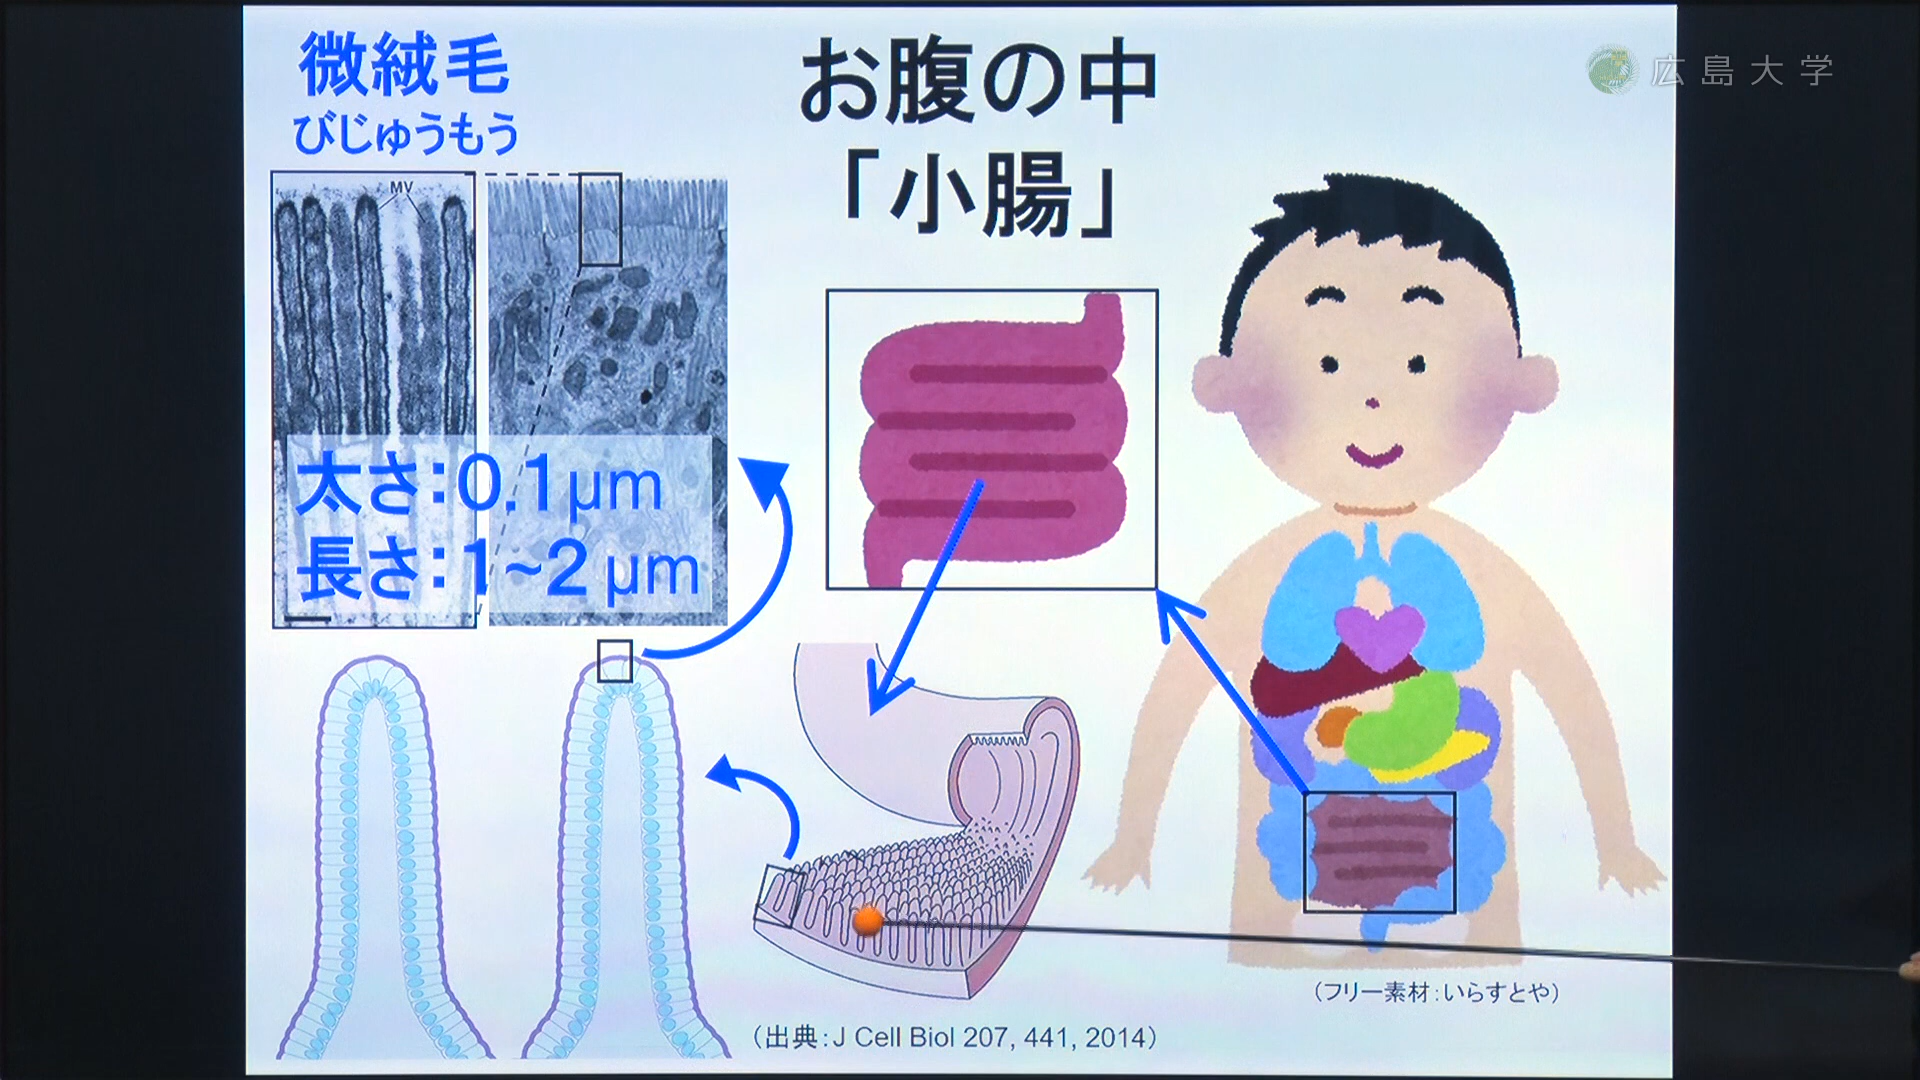 微絨毛
びじゅうもう
お腹の中
「小腸」
広島大学
MV
太さ：0.1μm
長さ：1~2μm
（フリー素材：いらすとや）
（出典：J Cell Biol 207, 441, 2014）